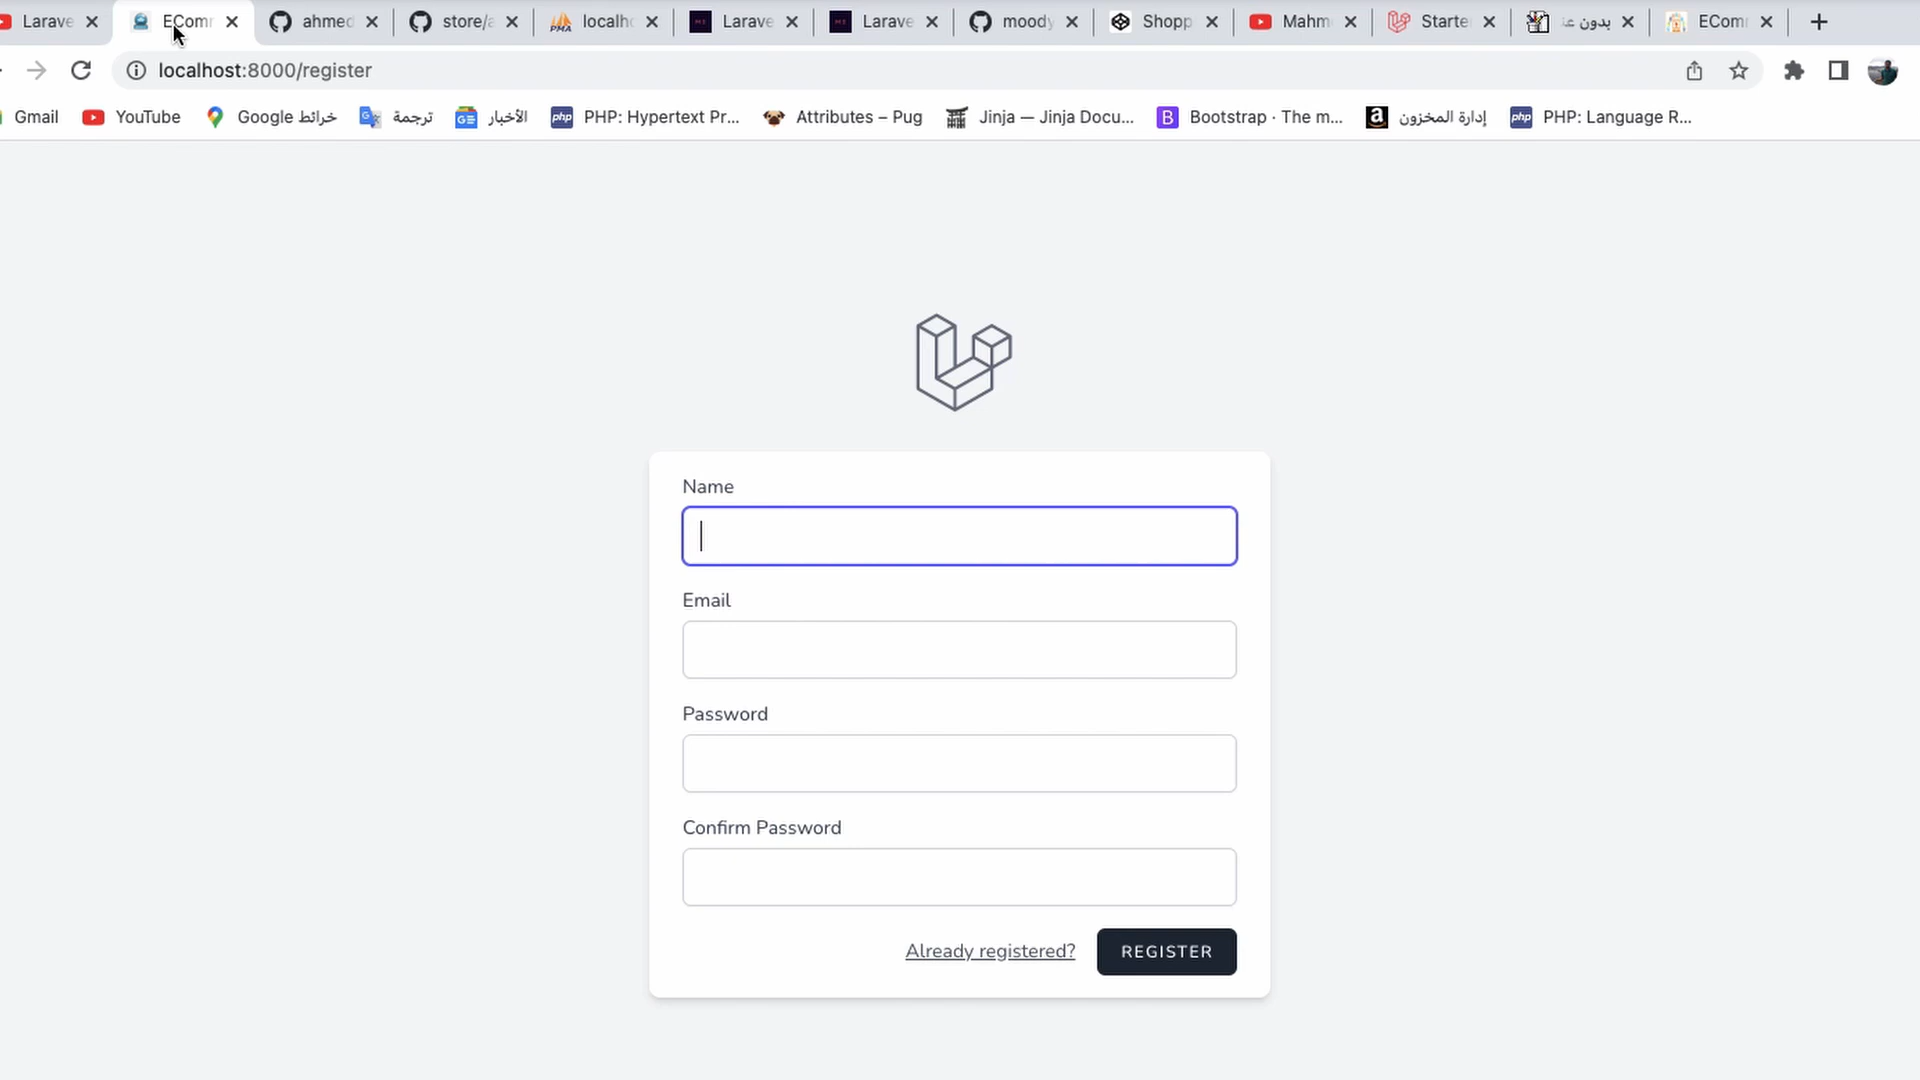 Larave EComr ahmed store/a localho Larave Larave moody Shopp Mahm Starte بدون عن EComr
localhost:8000/register
Gmail YouTube خرائط Google ترجمة الأخبار PHP: Hypertext Pr... Attributes – Pug Jinja — Jinja Docu... Bootstrap · The m... إدارة المخزون PHP: Language R...
Name
Email
Password
Confirm Password
Already registered? REGISTER